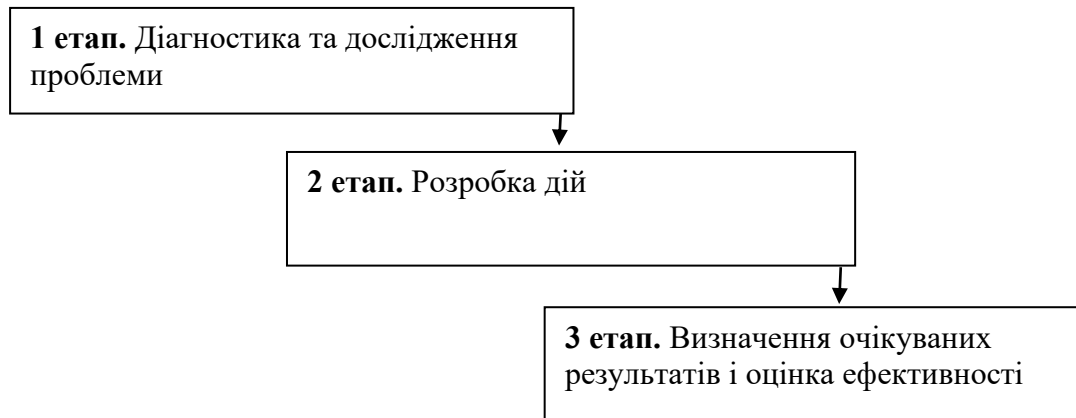 1 етап. Діагностика та дослідження
проблеми
2 етап. Розробка дій
3 етап. Визначення очікуваних
результатів і оцінка ефективності